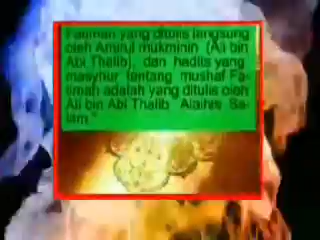 Fatimah yang ditulis langsung
oleh Amirul mukminin (Ali bin
Abi Thalib), dan hadits yang
masyhur tentang mushaf Fa-
timah adalah yang ditulis oleh
Ali bin Abi Thalib "Alaihis Sa-
lam"